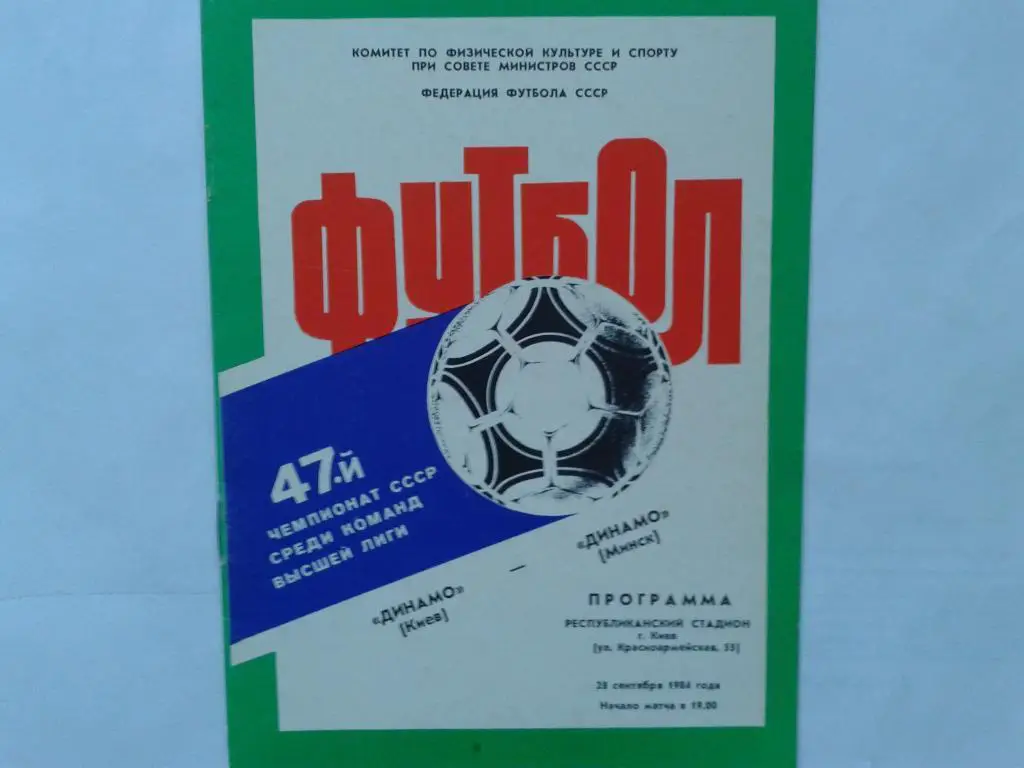 КОМИТЕТ ПО ФИЗИЧЕСКОЙ КУЛЬТУРЕ И СПОРТУ
ПРИ СОВЕТЕ МИНИСТРОВ СССР
ФЕДЕРАЦИЯ ФУТБОЛА СССР
ФУТБОЛ
47-Й
ЧЕМПИОНАТ СССР
СРЕДИ КОМАНД
ВЫСШЕЙ ЛИГИ
«ДИНАМО»
(Киев)
—
«ДИНАМО»
(Минск)
ПРОГРАММА
РЕСПУБЛИКАНСКИЙ СТАДИОН
г. Киев
(ул. Красноармейская, 55)
28 сентября 1984 года
Начало матча в 19.00